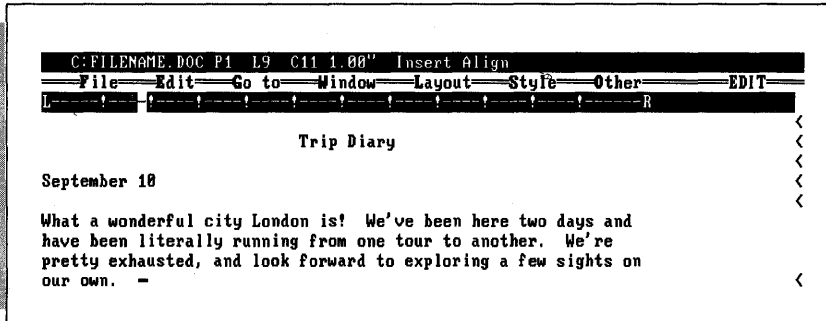 C:FILENAME.DOC P1 L9 C11 1.00" Insert Align
File Edit Go to Window Layout Style Other EDIT
L-----!---- -!----!----!----!----!----!----!----!----!----!----!-------R
<
Trip Diary <
<
September 10 <
<
What a wonderful city London is! We've been here two days and
have been literally running from one tour to another. We're
pretty exhausted, and look forward to exploring a few sights on
our own. <